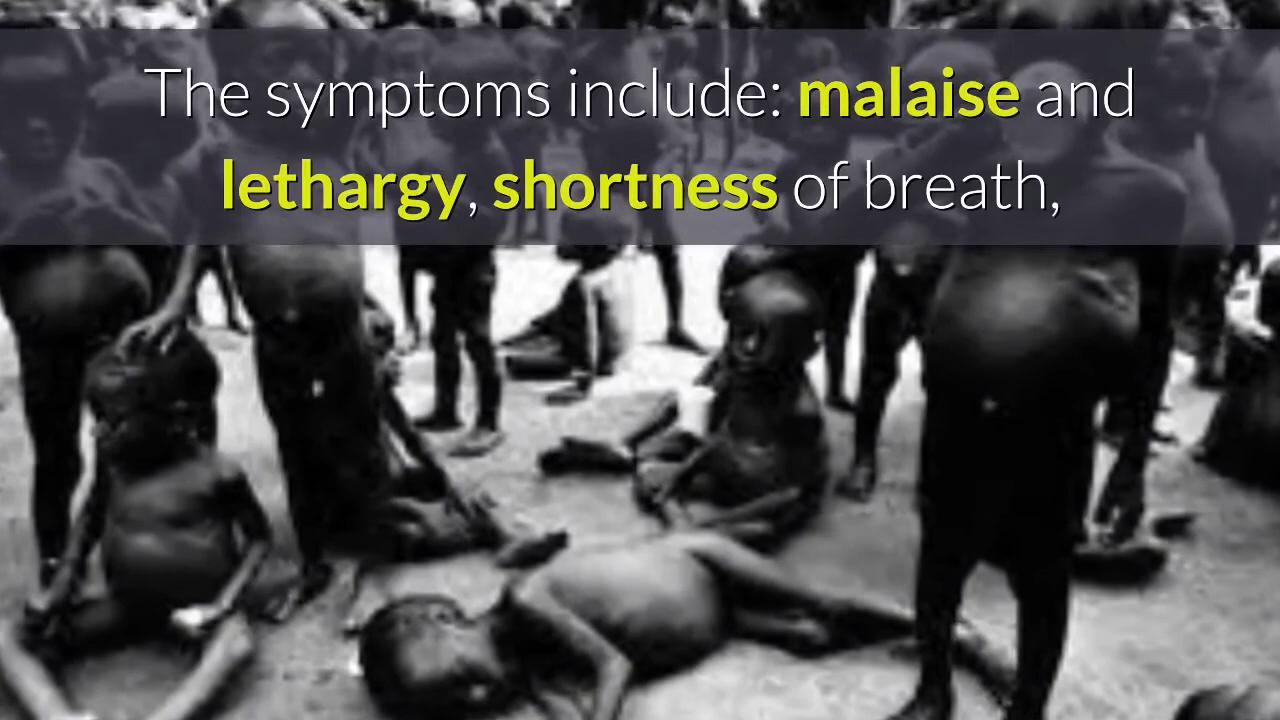 The symptoms include: malaise and
lethargy, shortness of breath,